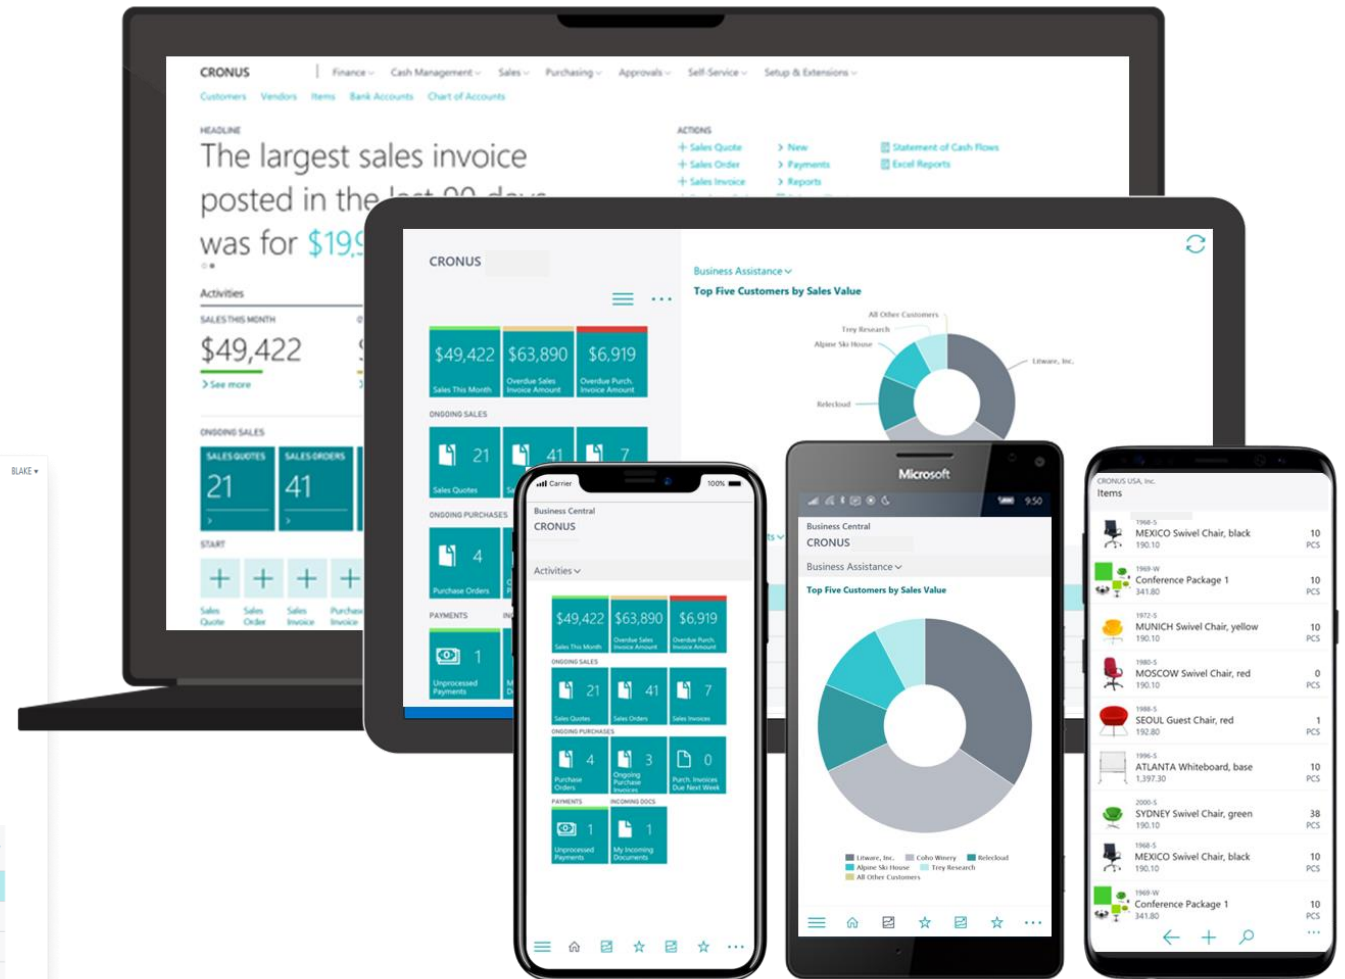 BLAKE
CRONUS
Finance
Cash Management
Sales
Purchasing
Approvals
Self-Service
Setup & Extensions
Customers
Vendors
Items
Bank Accounts
Chart of Accounts
HEADLINE
The largest sales invoice
posted in the last 90 days
was for $19,9
ACTIONS
+ Sales Quote
+ Sales Order
+ Sales Invoice
> New
> Payments
> Reports
Statement of Cash Flows
Excel Reports
Activities
SALES THIS MONTH
$49,422
> See more
ONGOING SALES
SALES QUOTES
21
>
SALES ORDERS
41
>
START
+ + + +
Sales Quote
Sales Order
Sales Invoice
Purchase Invoice
CRONUS
$49,422
Sales This Month
$63,890
Overdue Sales
Invoice Amount
$6,919
Overdue Purch.
Invoice Amount
ONGOING SALES
21
Sales Quotes
41
7
ONGOING PURCHASES
4
Purchase Orders
PAYMENTS
1
Unprocessed
Payments
Business Assistance
Top Five Customers by Sales Value
All Other Customers
Trey Research
Alpine Ski House
Litware, Inc.
Relecloud
Carrier
100%
Business Central
CRONUS
Activities
$49,422
Sales This Month
$63,890
Overdue Sales
Invoice Amount
$6,919
Overdue Purch.
Invoice Amount
ONGOING SALES
21
Sales Quotes
41
Sales Orders
7
Sales Invoices
ONGOING PURCHASES
4
Purchase
Orders
3
Ongoing
Purchase
Invoices
0
Purch. Invoices
Due Next Week
PAYMENTS
INCOMING DOCS
1
Unprocessed
Payments
1
My Incoming
Documents
Microsoft
9:50
Business Central
CRONUS
Business Assistance
Top Five Customers by Sales Value
Litware, Inc.
Coho Winery
Relecloud
Alpine Ski House
Trey Research
All Other Customers
CRONUS USA, Inc.
Items
1968-S
MEXICO Swivel Chair, black 10
190.10 PCS
1969-W
Conference Package 1 10
341.80 PCS
1972-S
MUNICH Swivel Chair, yellow 10
190.10 PCS
1980-S
MOSCOW Swivel Chair, red 0
190.10 PCS
1988-S
SEOUL Guest Chair, red 1
192.80 PCS
1996-S
ATLANTA Whiteboard, base 10
1,397.30 PCS
2000-S
SYDNEY Swivel Chair, green 38
190.10 PCS
1968-S
MEXICO Swivel Chair, black 10
190.10 PCS
1969-W
Conference Package 1 10
341.80 PCS